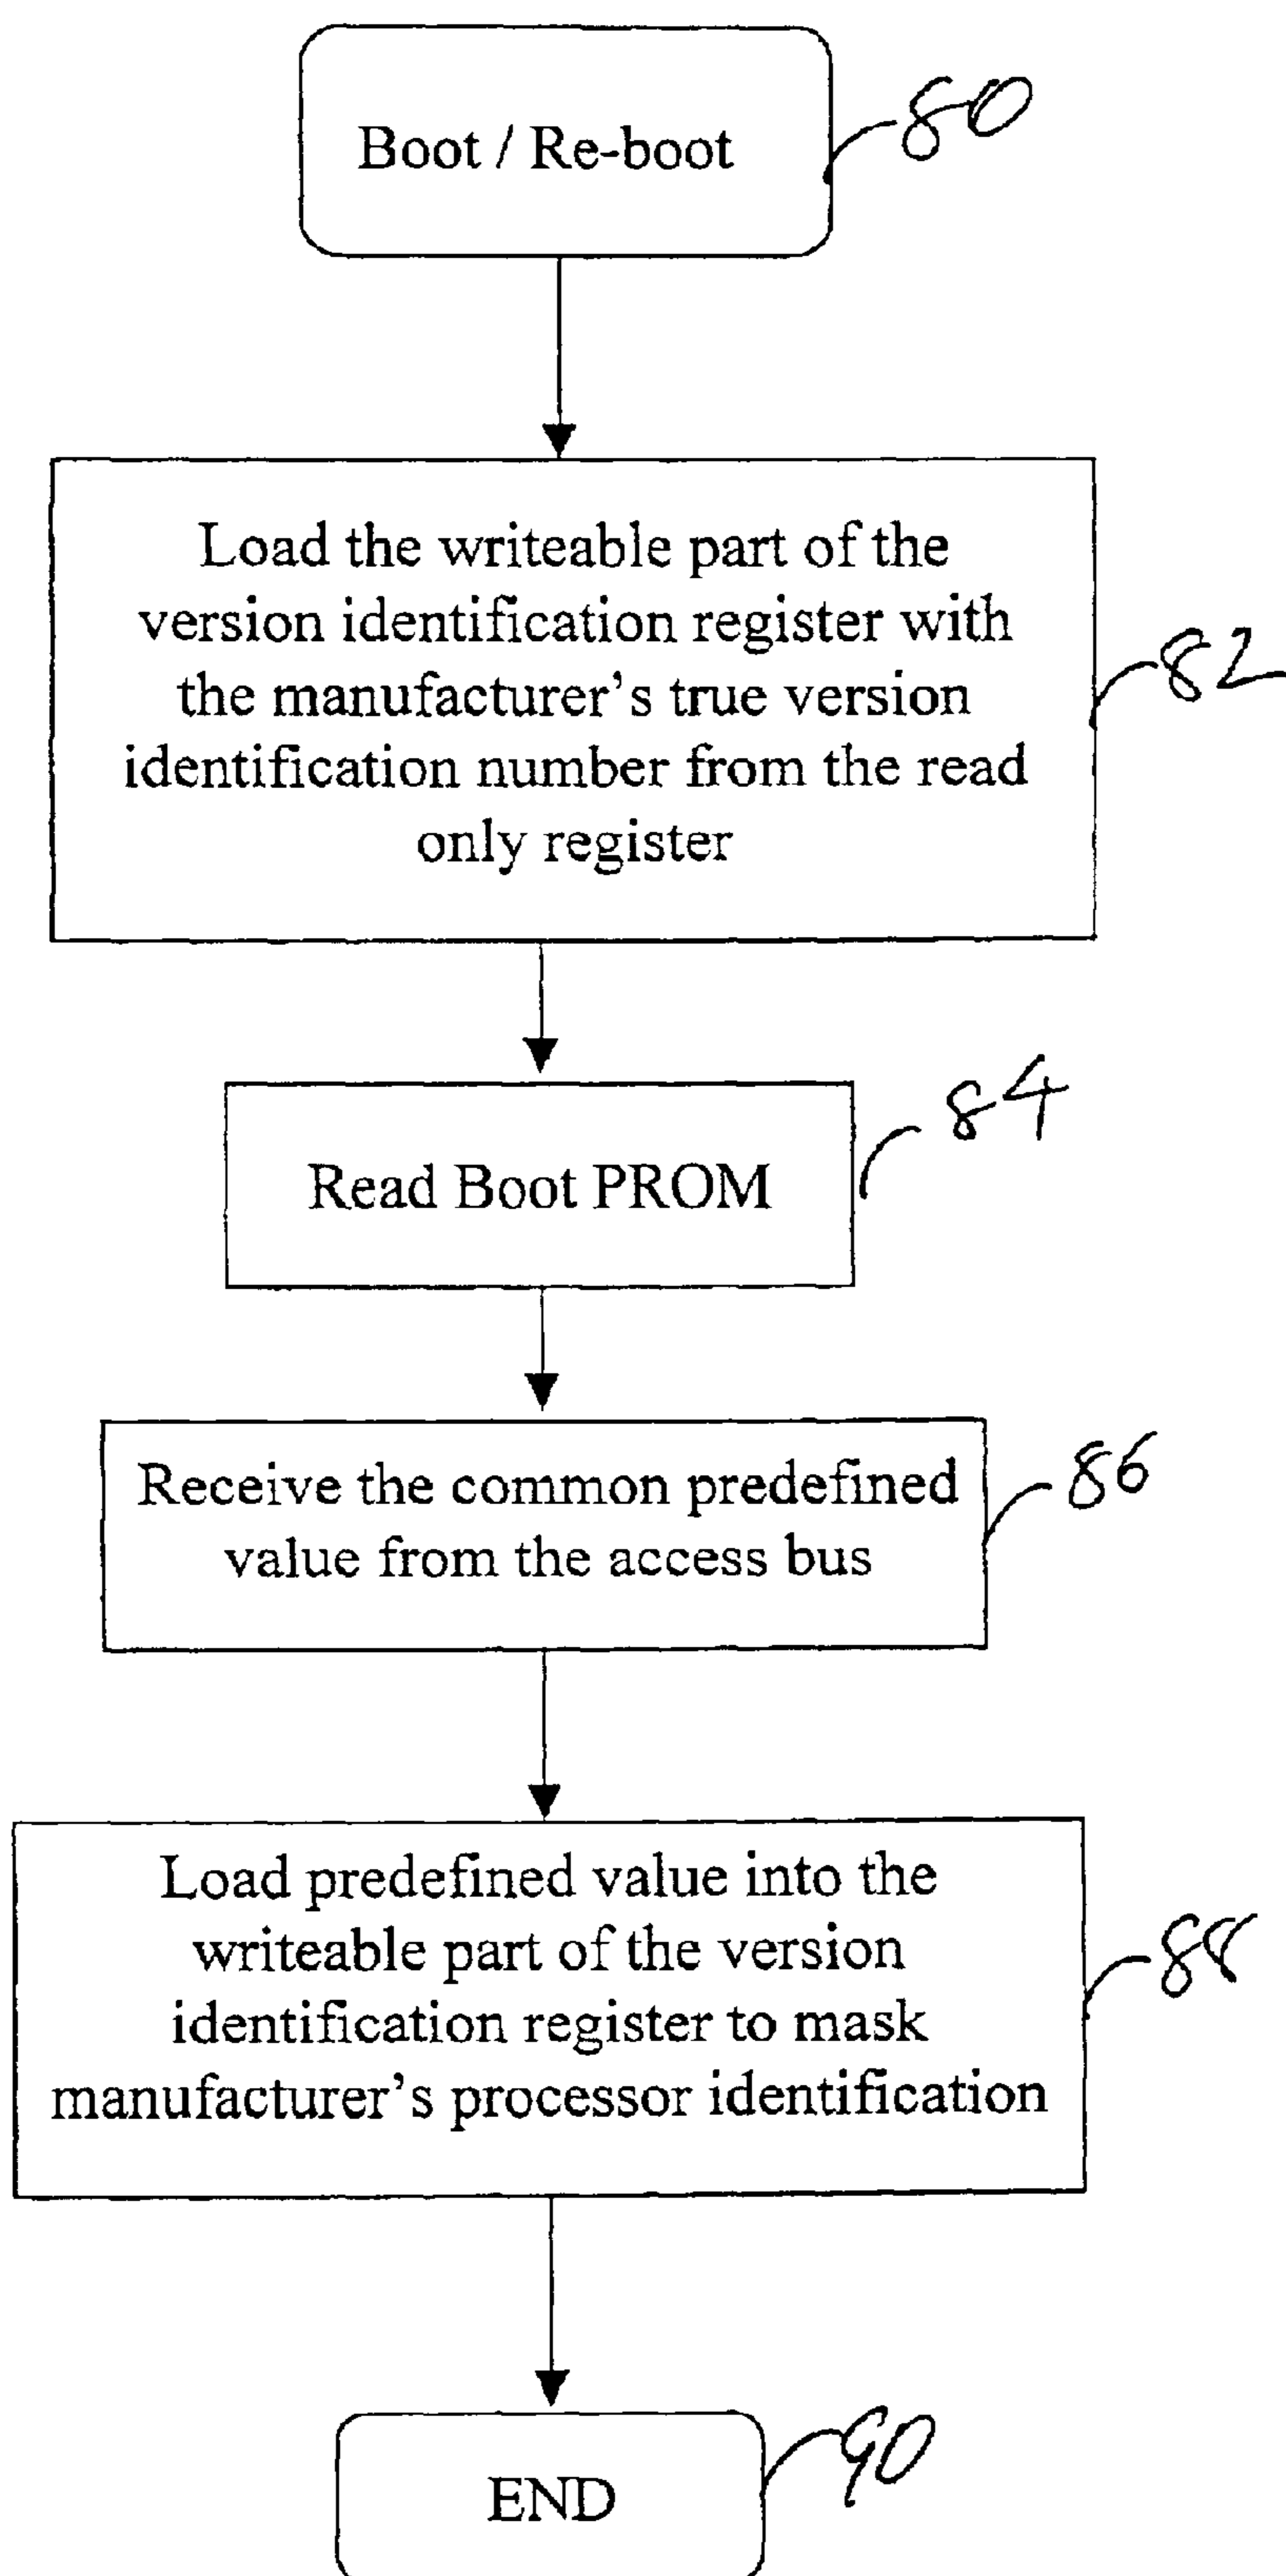 Boot / Re-boot
80
Load the writeable part of the
version identification register with
the manufacturer's true version
identification number from the read
only register
82
Read Boot PROM
84
Receive the common predefined
value from the access bus
86
Load predefined value into the
writeable part of the version
identification register to mask
manufacturer's processor identification
88
END
90